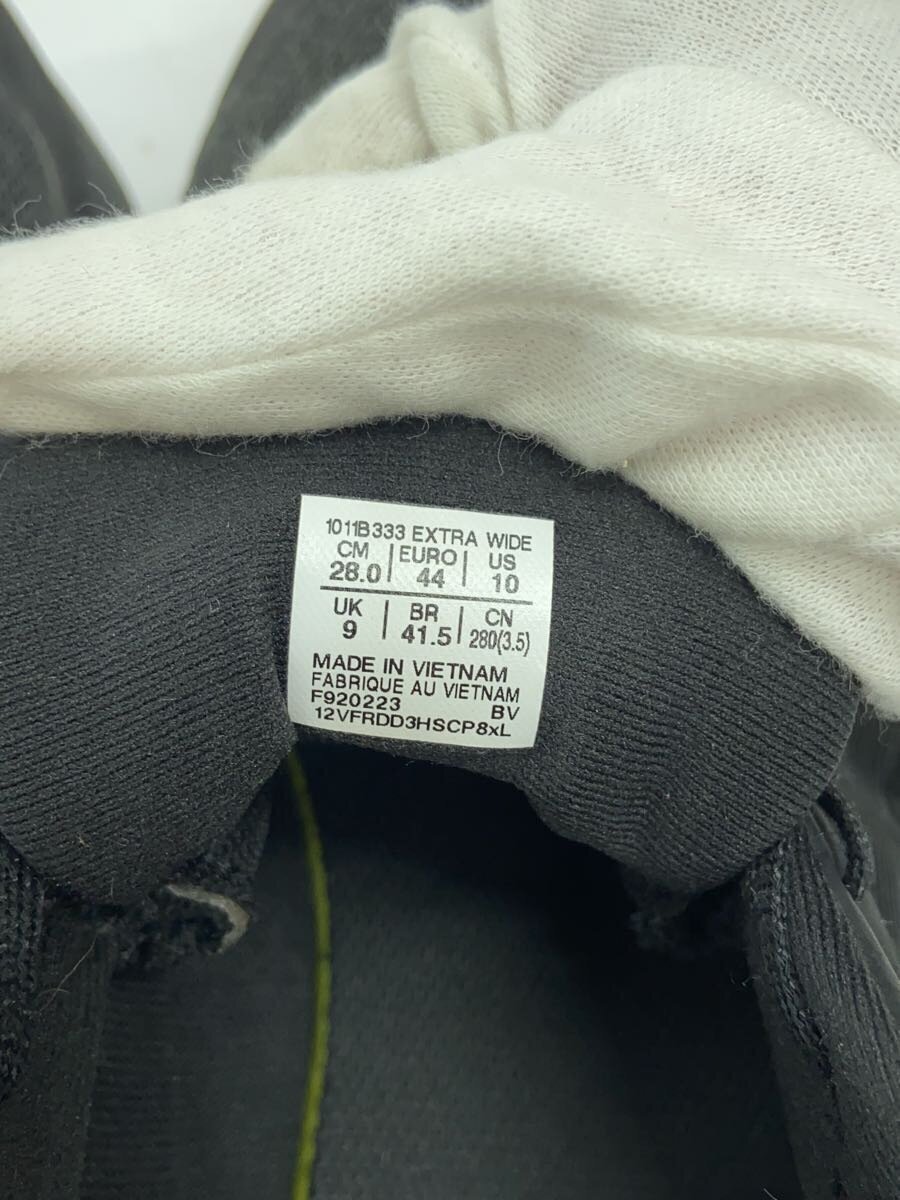 1011B333 EXTRA WIDE
CM | EURO | US
28.0 | 44 | 10
UK | BR | CN
9 | 41.5 | 280(3.5)
MADE IN VIETNAM
FABRIQUE AU VIETNAM
F920223 BV
12VFRDD3HSCP8xL